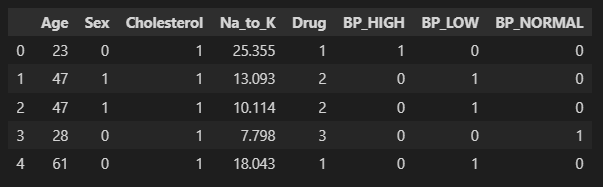 Age Sex Cholesterol Na_to_K Drug BP_HIGH BP_LOW BP_NORMAL
0 23 0 1 25.355 1 1 0 0
1 47 1 1 13.093 2 0 1 0
2 47 1 1 10.114 2 0 1 0
3 28 0 1 7.798 3 0 0 1
4 61 0 1 18.043 1 0 1 0